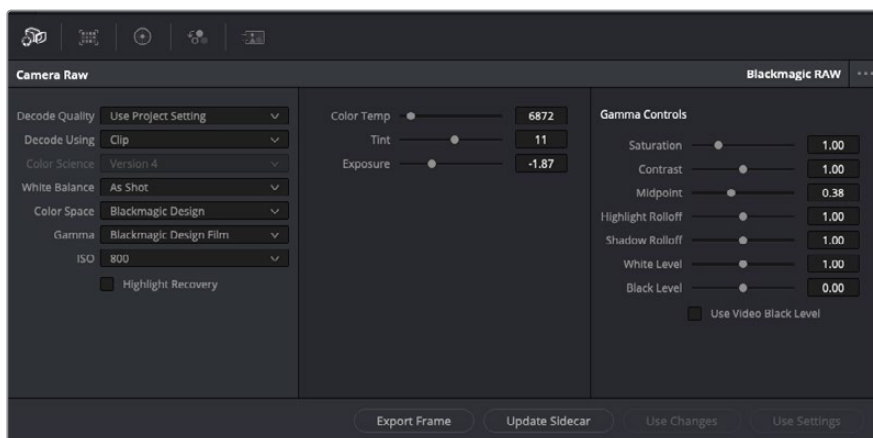 Camera Raw
Blackmagic RAW
Decode Quality Use Project Setting
Decode Using Clip
Color Science Version 4
White Balance As Shot
Color Space Blackmagic Design
Gamma Blackmagic Design Film
ISO 800
Highlight Recovery
Color Temp 6872
Tint 11
Exposure -1.87
Gamma Controls
Saturation 1.00
Contrast 1.00
Midpoint 0.38
Highlight Rolloff 1.00
Shadow Rolloff 1.00
White Level 1.00
Black Level 0.00
Use Video Black Level
Export Frame
Update Sidecar
Use Changes
Use Settings